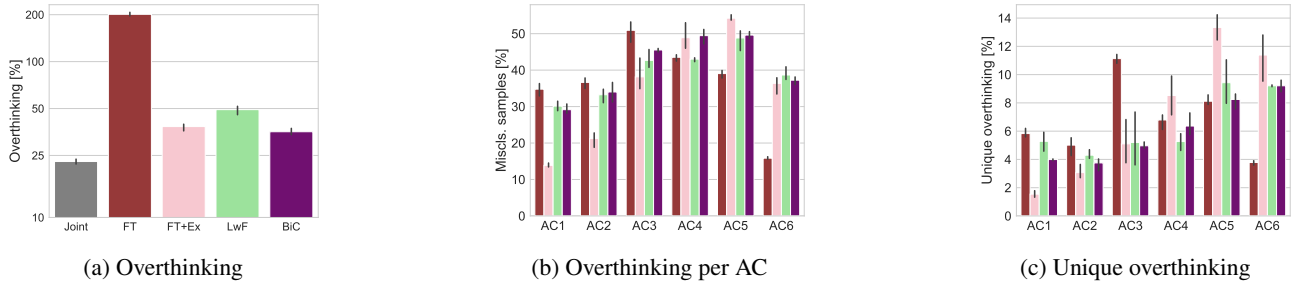 Overthinking [%]
200
100
50
25
10
Joint FT FT+Ex LwF BiC
(a) Overthinking
Miscl. samples [%]
50
40
30
20
10
0
AC1 AC2 AC3 AC4 AC5 AC6
(b) Overthinking per AC
Unique overthinking [%]
14
12
10
8
6
4
2
0
AC1 AC2 AC3 AC4 AC5 AC6
(c) Unique overthinking